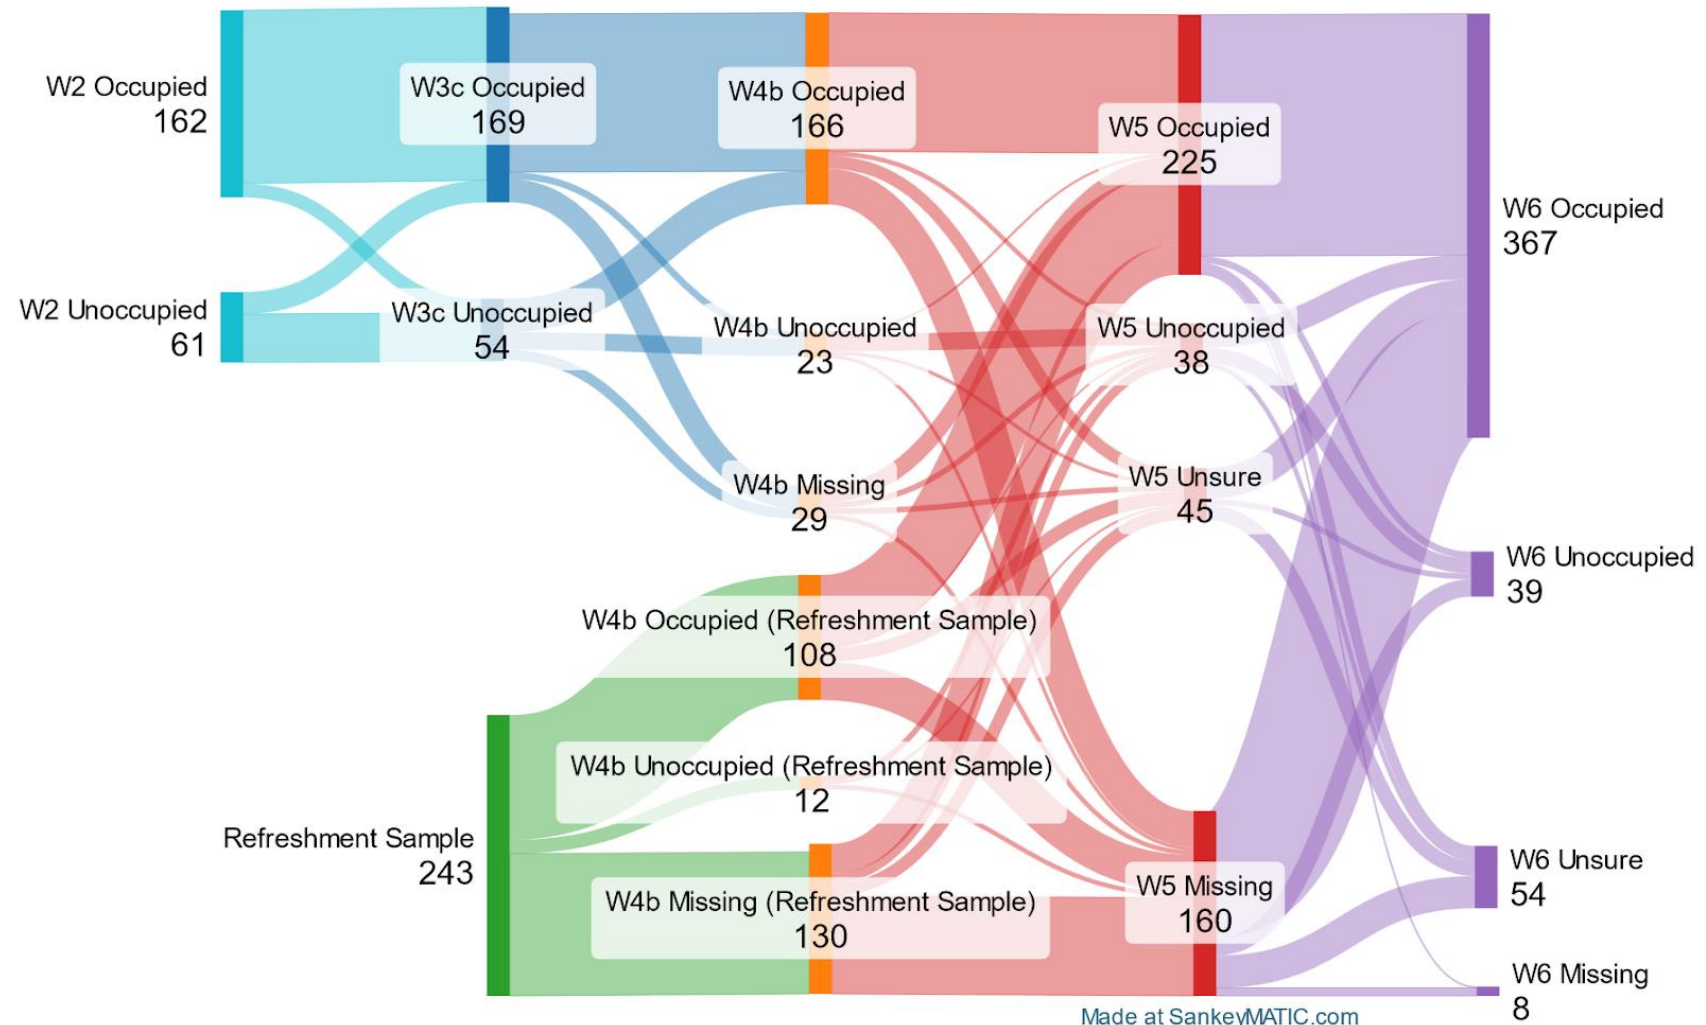 W2 Occupied
162
W3c Occupied
169
W4b Occupied
166
W5 Occupied
225
W6 Occupied
367
W2 Unoccupied
61
W3c Unoccupied
54
W4b Unoccupied
23
W5 Unoccupied
38
W4b Missing
29
W5 Unsure
45
W6 Unoccupied
39
W4b Occupied (Refreshment Sample)
108
W4b Unoccupied (Refreshment Sample)
12
Refreshment Sample
243
W4b Missing (Refreshment Sample)
130
W5 Missing
160
W6 Unsure
54
W6 Missing
8
Made at SankeyMATIC.com